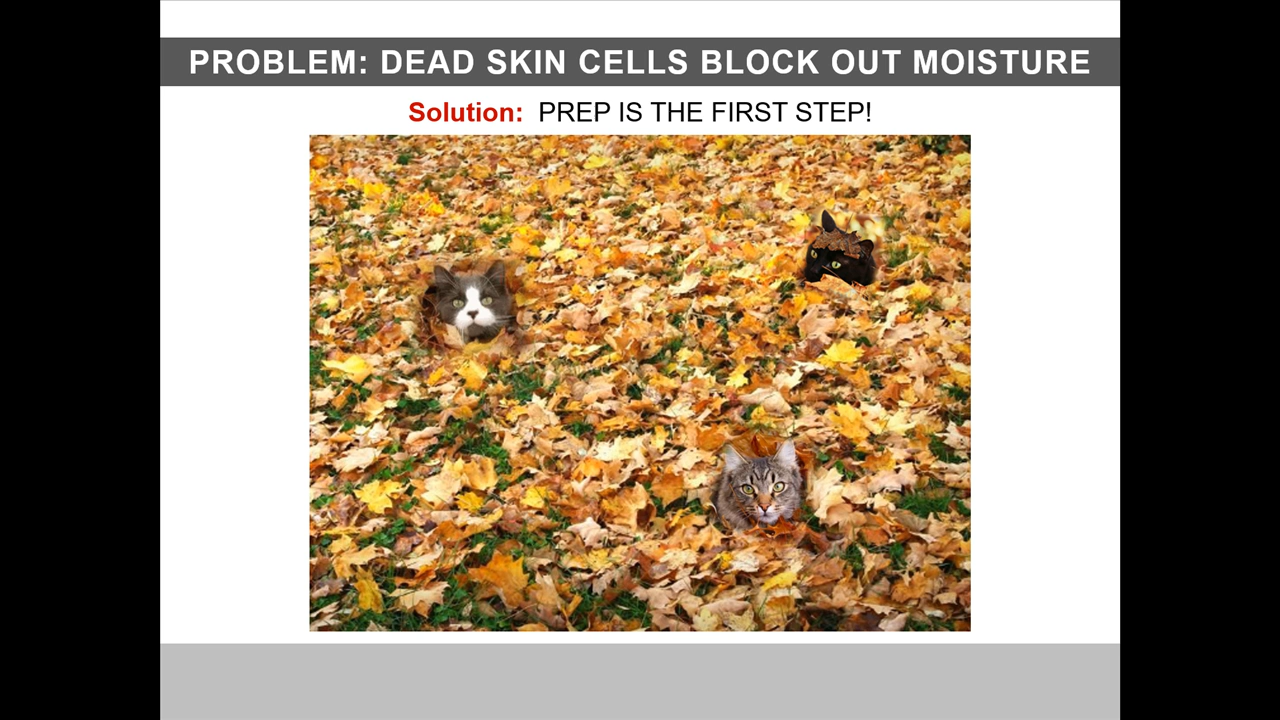 PROBLEM: DEAD SKIN CELLS BLOCK OUT MOISTURE
Solution: PREP IS THE FIRST STEP!